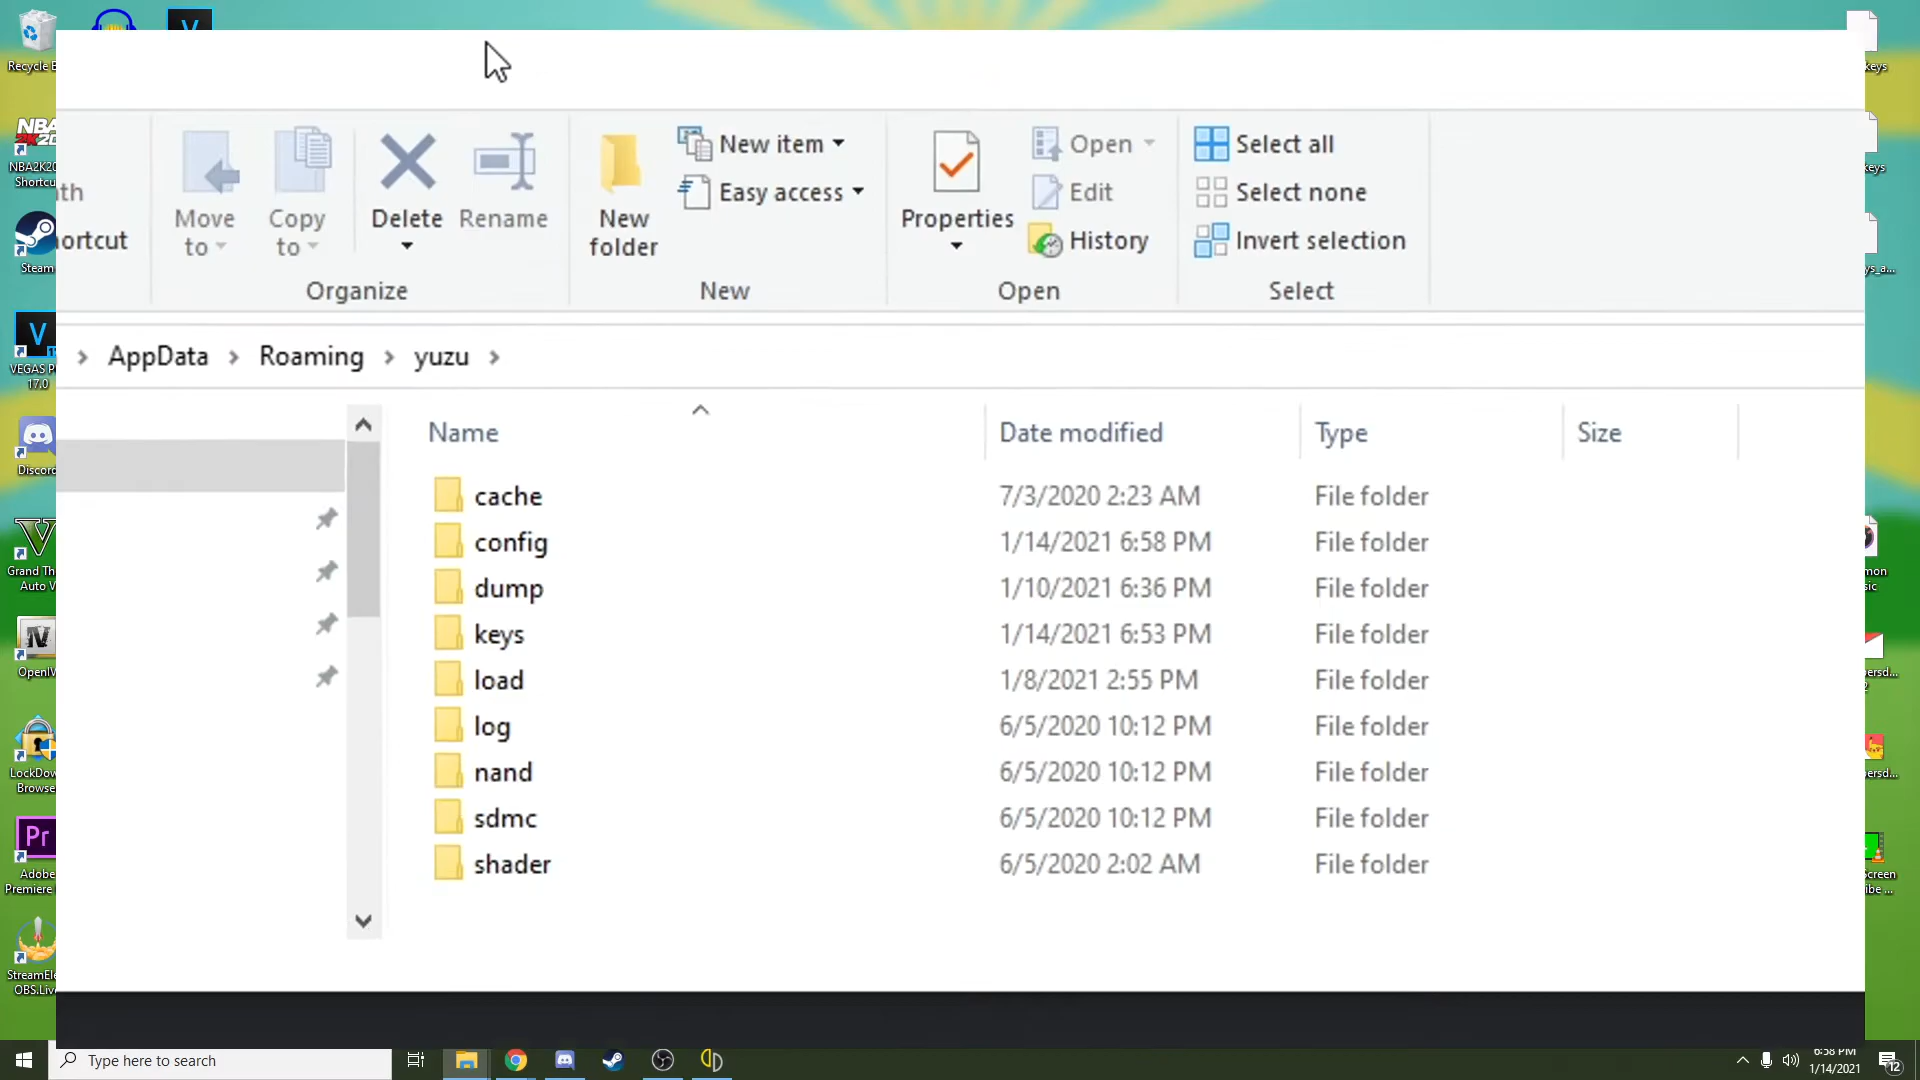 Recycle B
NBA2K20
Shortcu
Steam
VEGAS P
17.0
Discord
Grand Th
Auto V
OpenIV
LockDow
Browse
Adobe
Premiere
StreamEle
OBS.Liv
ortcut
Move
to
Copy
to
Delete
Rename
Organize
New
folder
New item
Easy access
New
Properties
Open
Edit
History
Open
Select all
Select none
Invert selection
Select
AppData
Roaming
yuzu
Name
Date modified
Type
Size
cache 7/3/2020 2:23 AM File folder
config 1/14/2021 6:58 PM File folder
dump 1/10/2021 6:36 PM File folder
keys 1/14/2021 6:53 PM File folder
load 1/8/2021 2:55 PM File folder
log 6/5/2020 10:12 PM File folder
nand 6/5/2020 10:12 PM File folder
sdmc 6/5/2020 10:12 PM File folder
shader 6/5/2020 2:02 AM File folder
keys
Type here to search
6:58 PM
1/14/2021
12